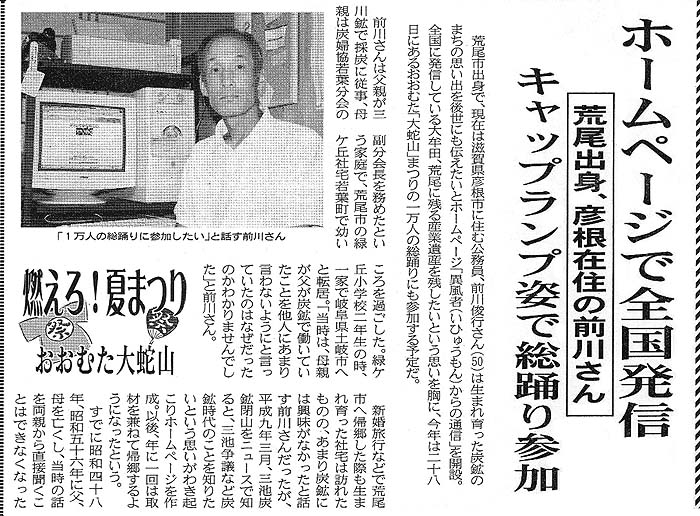 ホームページで全国発信
荒尾出身、彦根在住の前川さん
キャップランプ姿で総踊り参加
荒尾市出身で、現在は滋賀県彦根市に住む公務員、前川俊行さん(50)は生まれ育った炭鉱の
まちの思い出を後世にも伝えたいとホームページ「異風者(いひゅうもん)からの通信」を開設。
全国に発信している大牟田、荒尾に残る産業遺産を残したいという思いを胸に、今年は二十八
日にあるおおむた「大蛇山」まつりの一万人の総踊りにも参加する予定だ。
前川さんは父親が三
川鉱で採炭に従事、母
親は炭婦協若葉分会の
副分会長を務めたとい
う家庭で、荒尾市の緑
ケ丘社宅若葉町で幼い
「1万人の総踊りに参加したい」と話す前川さん
ころを過ごした。緑ケ
丘小学校二年生の時、
一家で岐阜県土岐市へ
と転居。「当時は、母親
が父が炭鉱で働いてい
たことを他人にあまり
言わないようにと言っ
ていたのはなぜだった
のかわかりませんでし
た」と前川さん。
燃えろ!夏まつり
祭
祭
おおむた大蛇山
新婚旅行などで荒尾
市へ帰郷した際も生ま
れ育った社宅は訪れた
ものの、あまり炭鉱に
は興味がなかったと話
す前川さんだったが、
平成九年三月、三池炭
鉱閉山をニュースで知
ると、「三池争議など炭
鉱時代のことを知りた
い」という思いがわき起
こりホームページを作
成。以後、年に一回は取
材を兼ねて帰郷するよ
うになったという。
すでに昭和四十八
年、昭和五十六年に父、
母を亡くし、当時の話
を両親から直接聞くこ
とはできなくなった